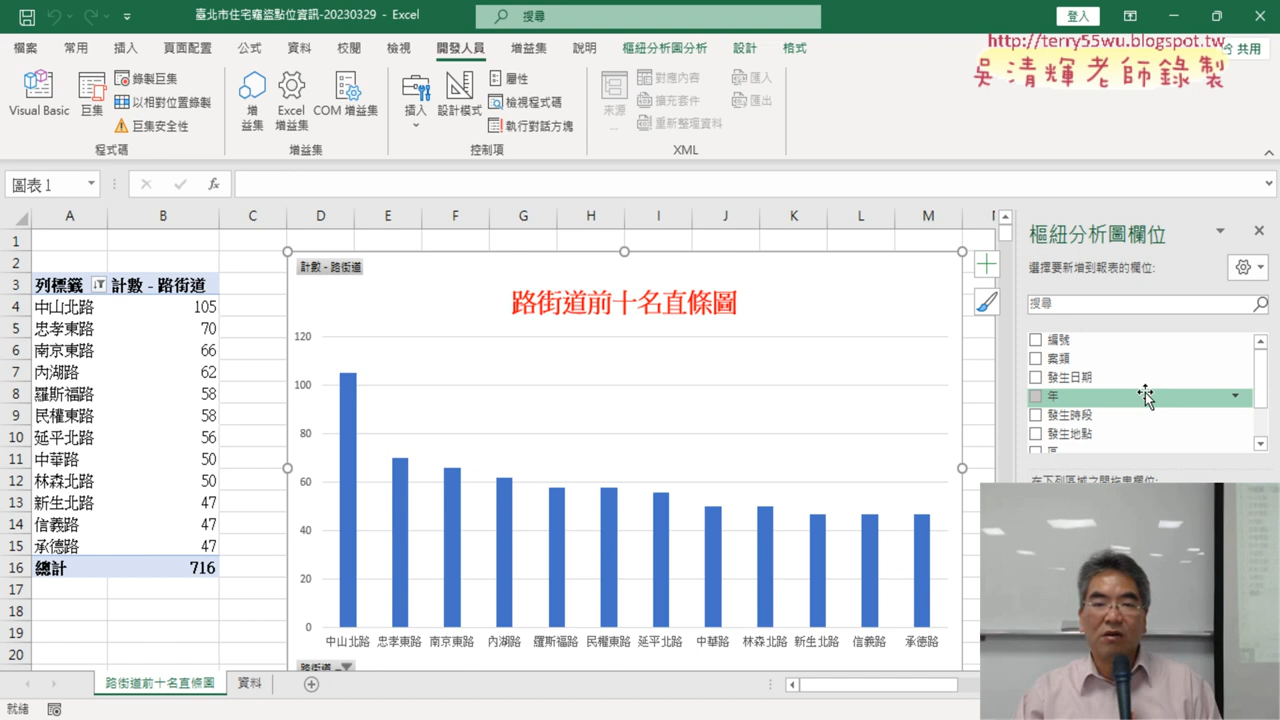 臺北市住宅竊盜點位資訊-20230329 - Excel
搜尋
登入
檔案 常用 插入 頁面配置 公式 資料 校閱 檢視 開發人員 增益集 說明 樞紐分析圖分析 設計 格式
共用
http://terry55wu.blogspot.tw
吳清輝老師錄製
Visual Basic
巨集
錄製巨集
以相對位置錄製
巨集安全性
程式碼
增益集
Excel 增益集
COM 增益集
增益集
插入
設計模式
屬性
檢視程式碼
執行對話方塊
控制項
來源...
對應內容
擴充套件
重新整理資料
匯入
匯出
XML
圖表 1
fx
A B C D E F G H I J K L M
1
2
3 列標籤 計數 - 路街道
4 中山北路 105
5 忠孝東路 70
6 南京東路 66
7 內湖路 62
8 羅斯福路 58
9 民權東路 58
10 延平北路 56
11 中華路 50
12 林森北路 50
13 新生北路 47
14 信義路 47
15 承德路 47
16 總計 716
17
18
19
20
計數 - 路街道
路街道前十名直條圖
120
100
80
60
40
20
0
中山北路 忠孝東路 南京東路 內湖路 羅斯福路 民權東路 延平北路 中華路 林森北路 新生北路 信義路 承德路
路街道
樞紐分析圖欄位
選擇要新增到報表的欄位:
搜尋
編號
案類
發生日期
年
發生時段
發生地點
區
在下列區域之間拖曳欄位:
路街道前十名直條圖 資料
就緒